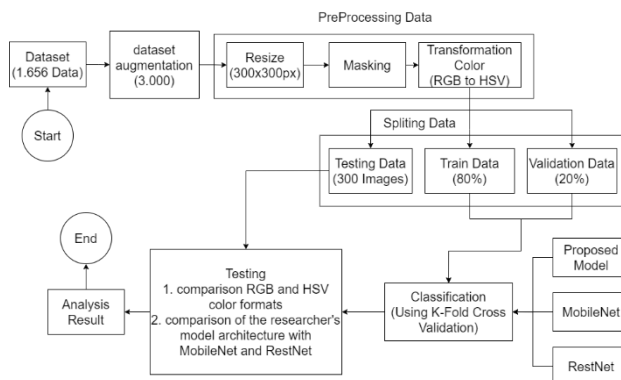 PreProcessing Data
Dataset
(1.656 Data)
dataset
augmentation
(3.000)
Resize
(300x300px)
Masking
Transformation
Color
(RGB to HSV)
Start
Spliting Data
Testing Data
(300 Images)
Train Data
(80%)
Validation Data
(20%)
End
Analysis
Result
Testing
1. comparison RGB and HSV
color formats
2. comparison of the researcher's
model architecture with
MobileNet and RestNet
Classification
(Using K-Fold Cross
Validation)
Proposed
Model
MobileNet
RestNet